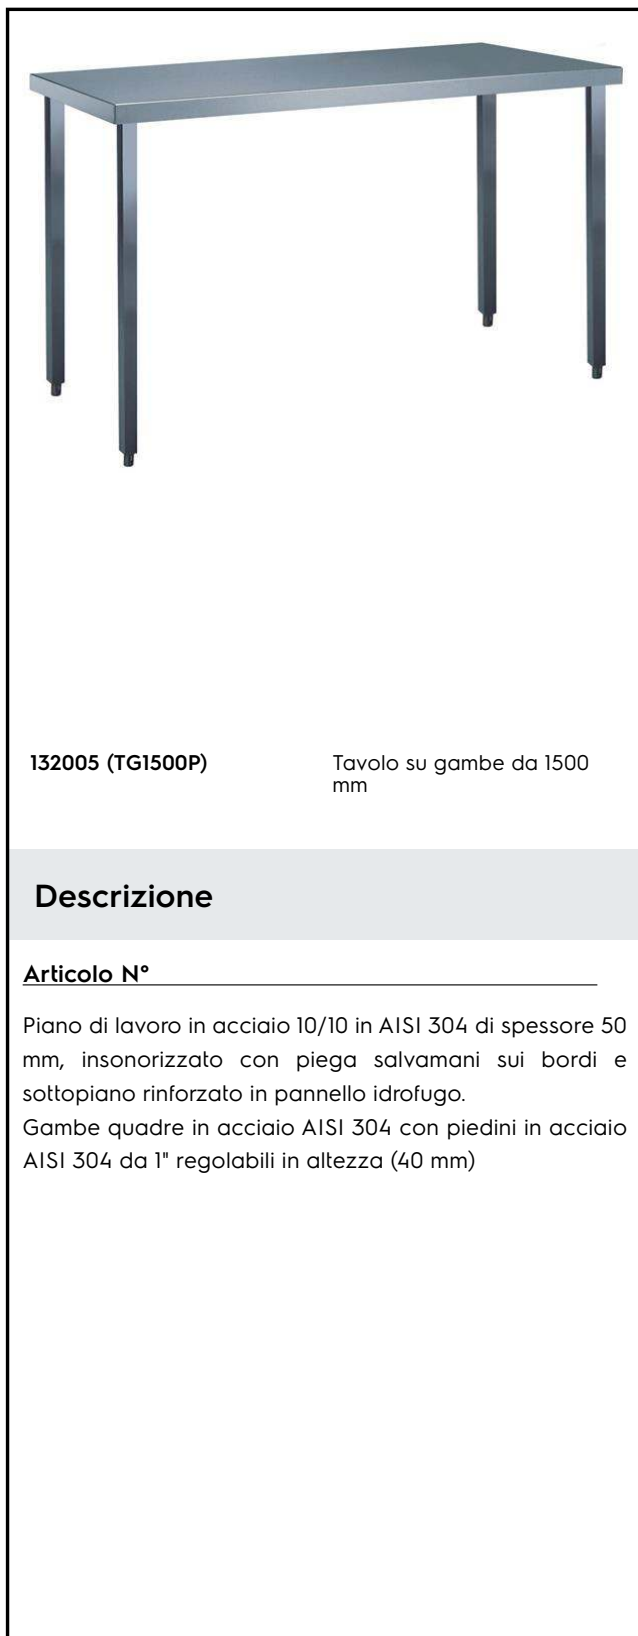 132005 (TG1500P)
Tavolo su gambe da 1500
mm
Descrizione
Articolo N°
Piano di lavoro in acciaio 10/10 in AISI 304 di spessore 50
mm, insonorizzato con piega salvamani sui bordi e
sottopiano rinforzato in pannello idrofugo.
Gambe quadre in acciaio AISI 304 con piedini in acciaio
AISI 304 da 1" regolabili in altezza (40 mm)